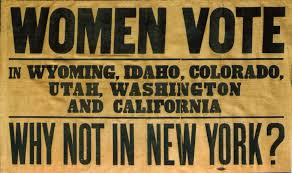 WOMEN VOTE
IN WYOMING, IDAHO, COLORADO,
UTAH, WASHINGTON
AND CALIFORNIA
WHY NOT IN NEW YORK?